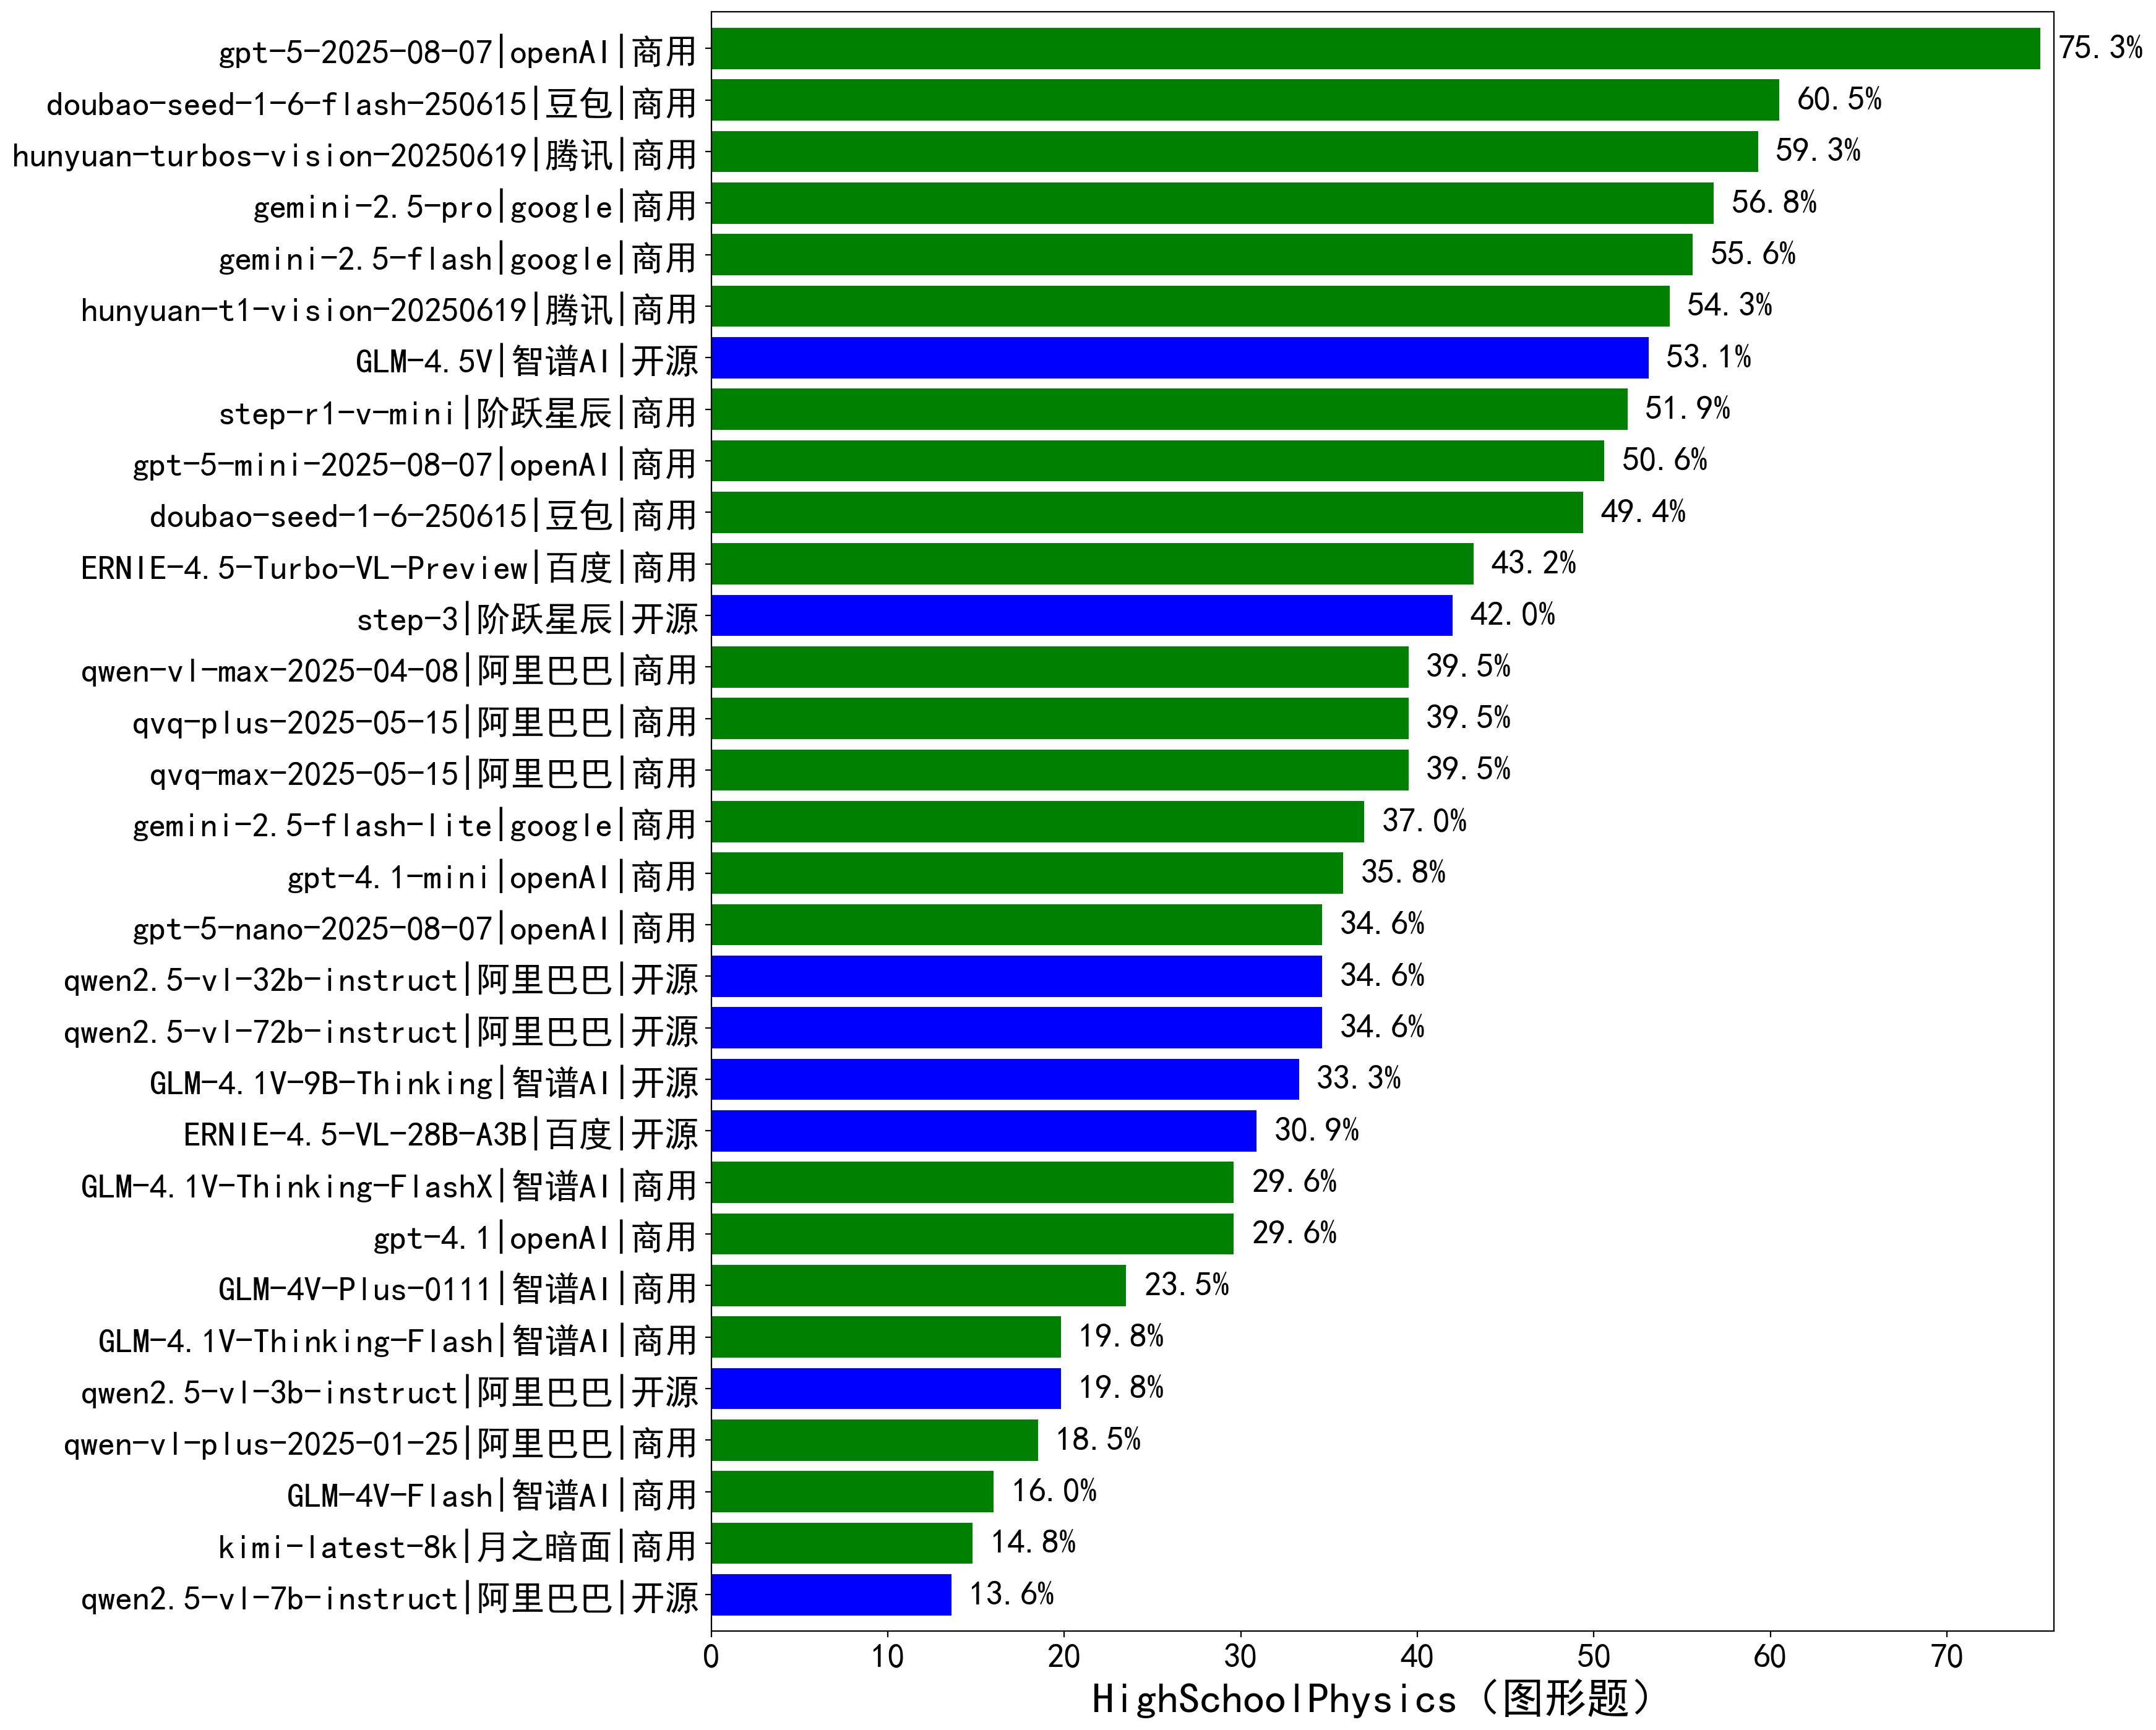 gpt-5-2025-08-07|openAI|商用 75.3%
doubao-seed-1-6-flash-250615|豆包|商用 60.5%
hunyuan-turbos-vision-20250619|腾讯|商用 59.3%
gemini-2.5-pro|google|商用 56.8%
gemini-2.5-flash|google|商用 55.6%
hunyuan-t1-vision-20250619|腾讯|商用 54.3%
GLM-4.5V|智谱AI|开源 53.1%
step-r1-v-mini|阶跃星辰|商用 51.9%
gpt-5-mini-2025-08-07|openAI|商用 50.6%
doubao-seed-1-6-250615|豆包|商用 49.4%
ERNIE-4.5-Turbo-VL-Preview|百度|商用 43.2%
step-3|阶跃星辰|开源 42.0%
qwen-vl-max-2025-04-08|阿里巴巴|商用 39.5%
qvq-plus-2025-05-15|阿里巴巴|商用 39.5%
qvq-max-2025-05-15|阿里巴巴|商用 39.5%
gemini-2.5-flash-lite|google|商用 37.0%
gpt-4.1-mini|openAI|商用 35.8%
gpt-5-nano-2025-08-07|openAI|商用 34.6%
qwen2.5-vl-32b-instruct|阿里巴巴|开源 34.6%
qwen2.5-vl-72b-instruct|阿里巴巴|开源 34.6%
GLM-4.1V-9B-Thinking|智谱AI|开源 33.3%
ERNIE-4.5-VL-28B-A3B|百度|开源 30.9%
GLM-4.1V-Thinking-FlashX|智谱AI|商用 29.6%
gpt-4.1|openAI|商用 29.6%
GLM-4V-Plus-0111|智谱AI|商用 23.5%
GLM-4.1V-Thinking-Flash|智谱AI|商用 19.8%
qwen2.5-vl-3b-instruct|阿里巴巴|开源 19.8%
qwen-vl-plus-2025-01-25|阿里巴巴|商用 18.5%
GLM-4V-Flash|智谱AI|商用 16.0%
kimi-latest-8k|月之暗面|商用 14.8%
qwen2.5-vl-7b-instruct|阿里巴巴|开源 13.6%
0 10 20 30 40 50 60 70
HighSchoolPhysics（图形题）